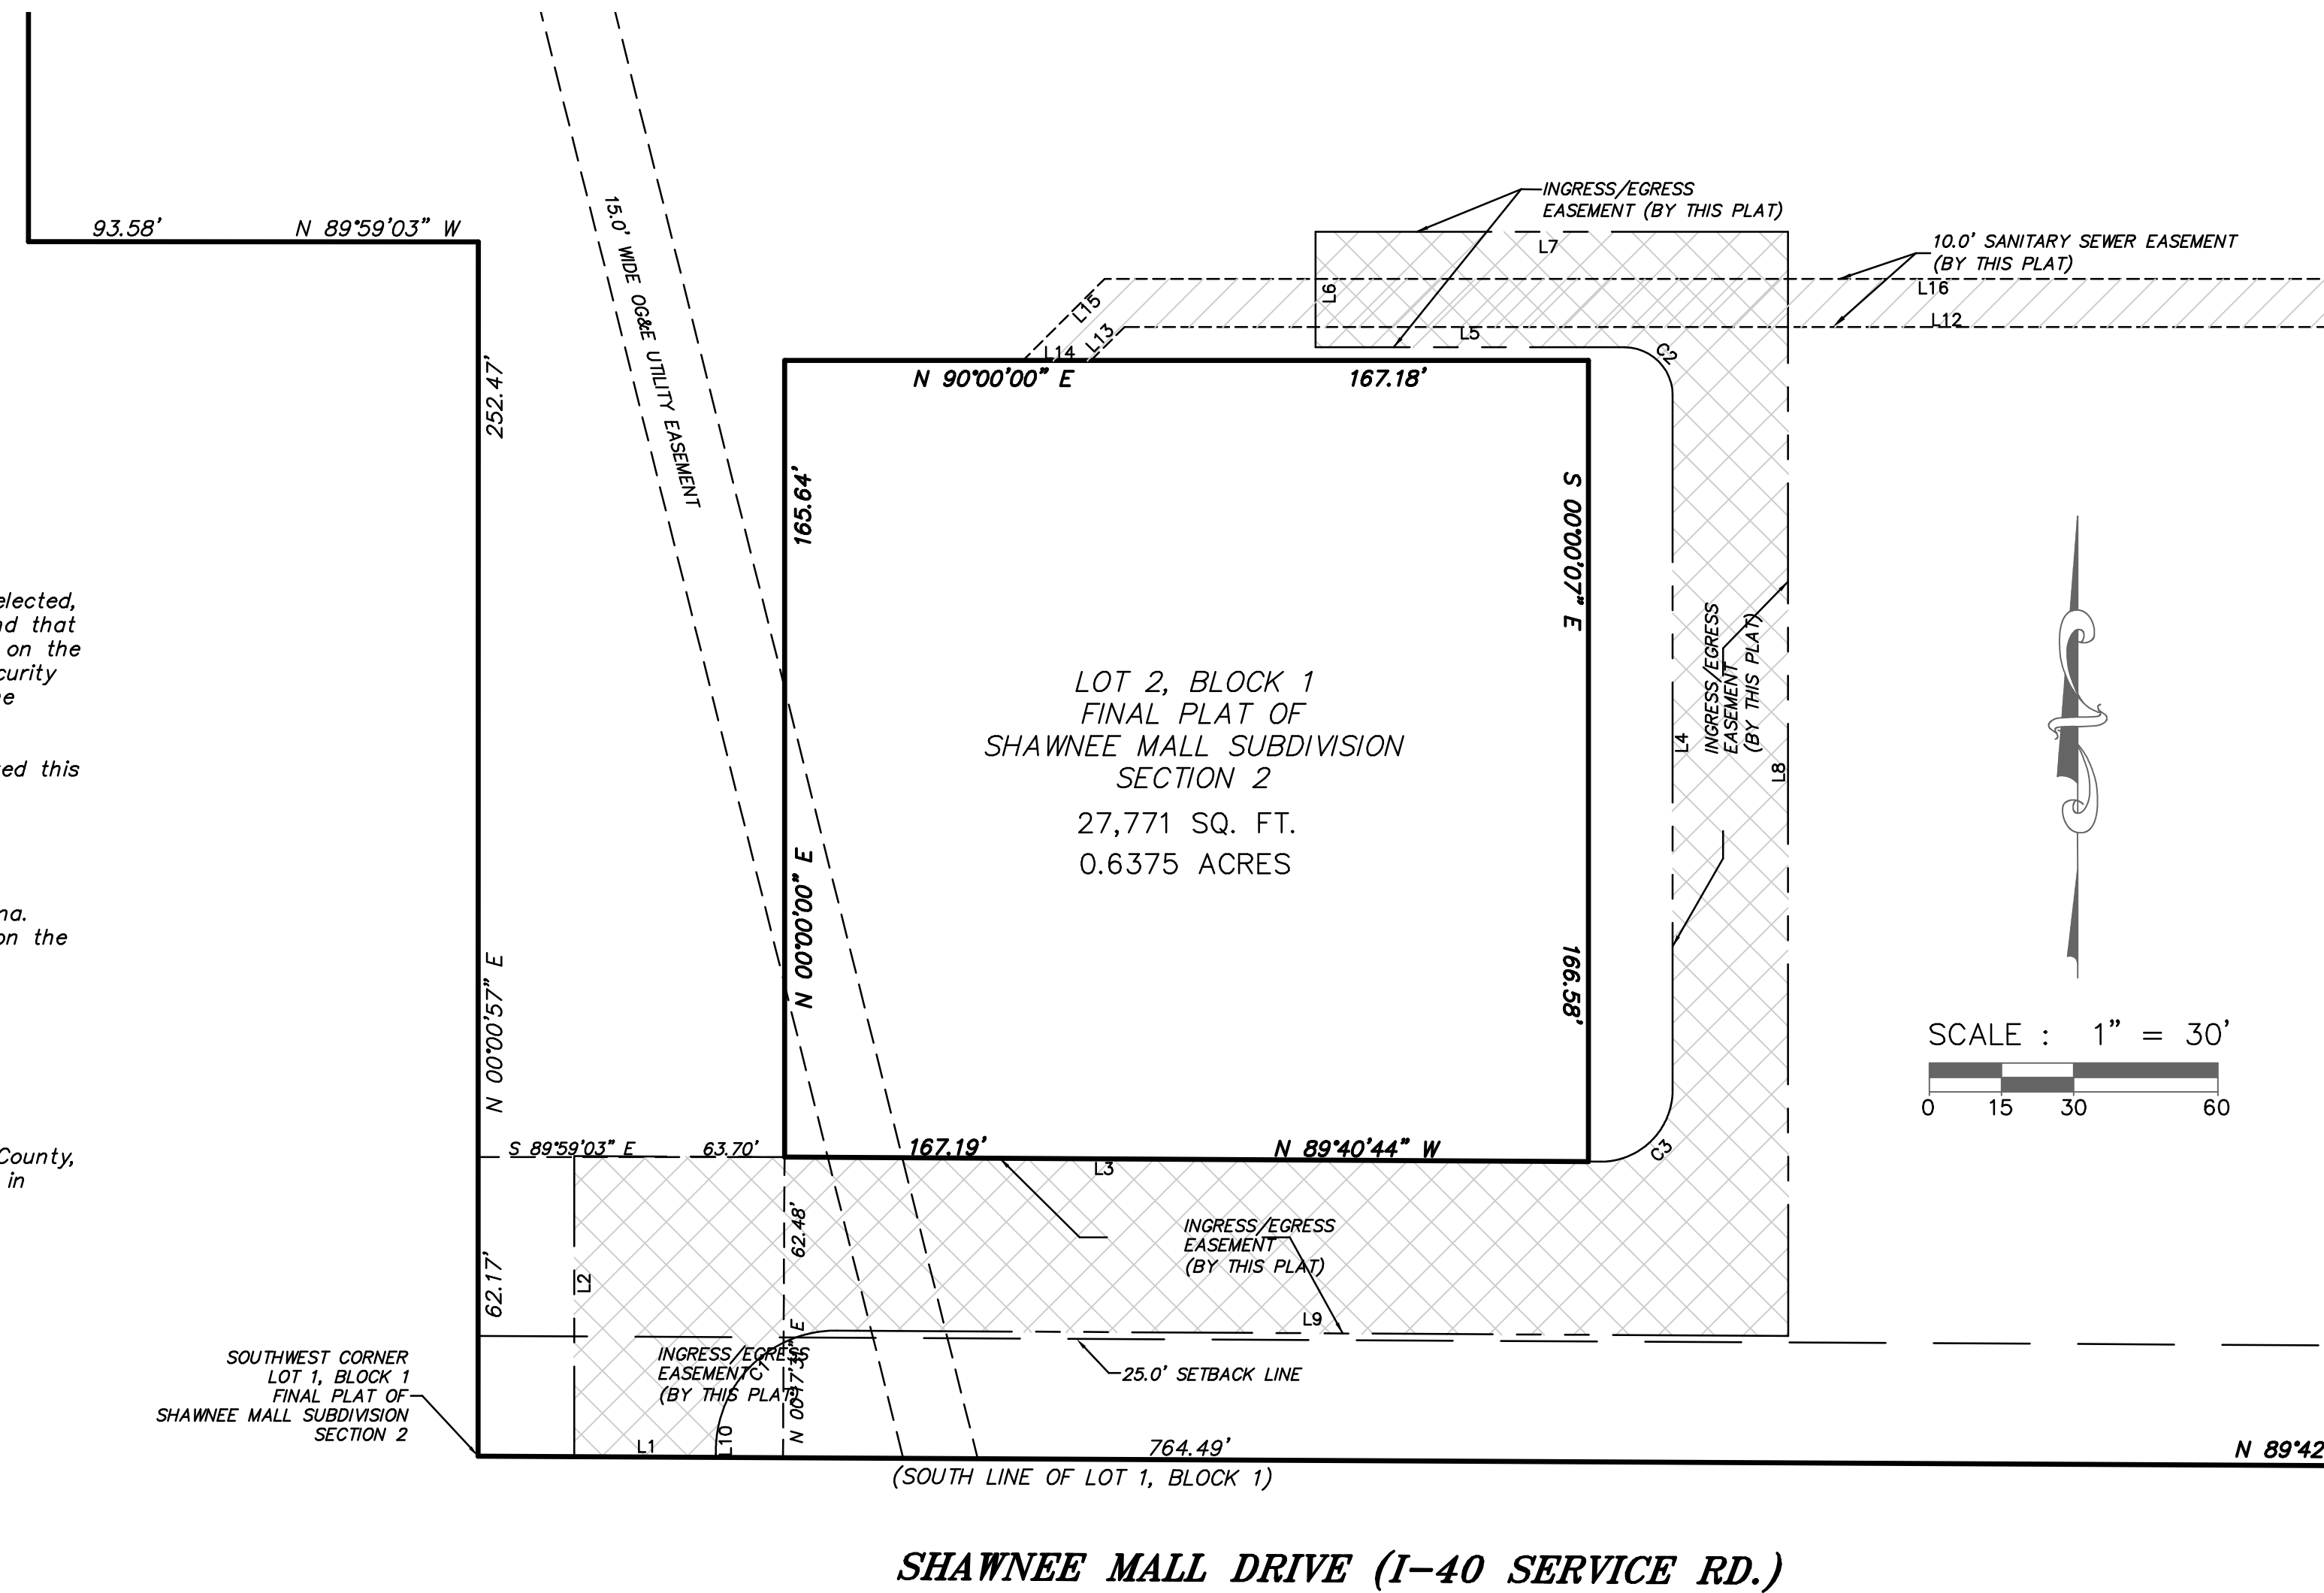 INGRESS/EGRESS
EASEMENT (BY THIS PLAT)
93.58' N 89°59'03" W
15.0' WIDE OG&E UTILITY EASEMENT
L7
10.0' SANITARY SEWER EASEMENT
(BY THIS PLAT)
L6
L16
L15
L13
L12
L5
L14
C2
N 90°00'00" E 167.18'
252.47'
165.64'
S 00°00'07" E
elected,
nd that
on the
curity
ne
ed this
na.
on the
County,
in
LOT 2, BLOCK 1
FINAL PLAT OF
SHAWNEE MALL SUBDIVISION
SECTION 2
27,771 SQ. FT.
0.6375 ACRES
INGRESS/EGRESS
EASEMENT
(BY THIS PLAT)
L4
L8
N 00°00'00" E
166.58'
N 00°00'57" E
SCALE : 1" = 30'
0 15 30 60
S 89°59'03" E 63.70'
167.19' N 89°40'44" W
C3
L3
62.48'
INGRESS/EGRESS
EASEMENT
(BY THIS PLAT)
62.17'
L2
L9
SOUTHWEST CORNER
LOT 1, BLOCK 1
FINAL PLAT OF
SHAWNEE MALL SUBDIVISION
SECTION 2
INGRESS/EGRESS
EASEMENT
(BY THIS PLAT)
25.0' SETBACK LINE
L1
L10
764.49'
N 89°42
(SOUTH LINE OF LOT 1, BLOCK 1)
SHAWNEE MALL DRIVE (I-40 SERVICE RD.)